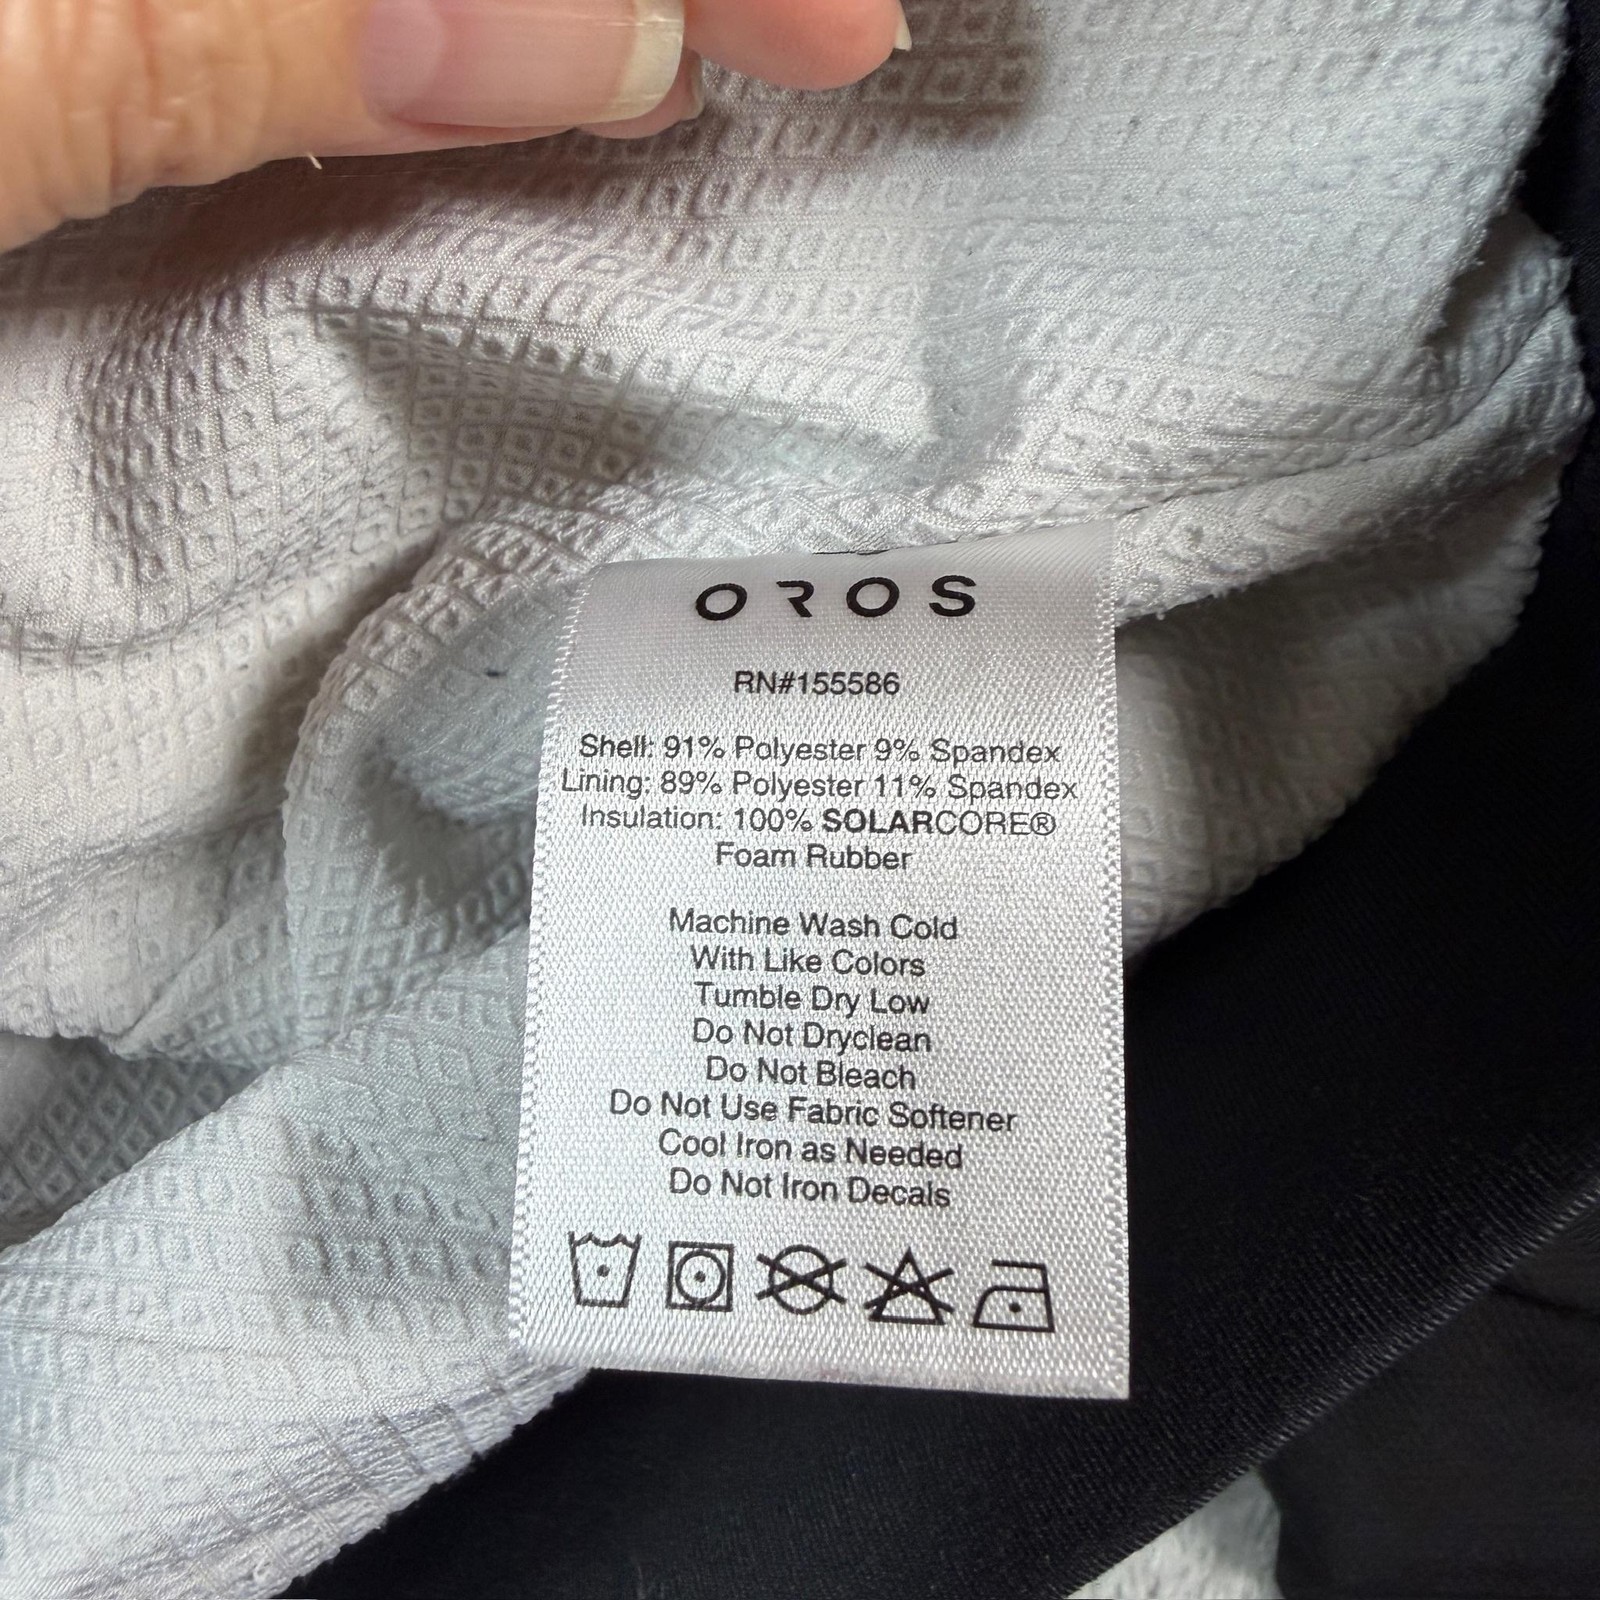 OROS
RN#155586
Shell: 91% Polyester 9% Spandex
Lining: 89% Polyester 11% Spandex
Insulation: 100% SOLARCORE®
Foam Rubber
Machine Wash Cold
With Like Colors
Tumble Dry Low
Do Not Dryclean
Do Not Bleach
Do Not Use Fabric Softener
Cool Iron as Needed
Do Not Iron Decals